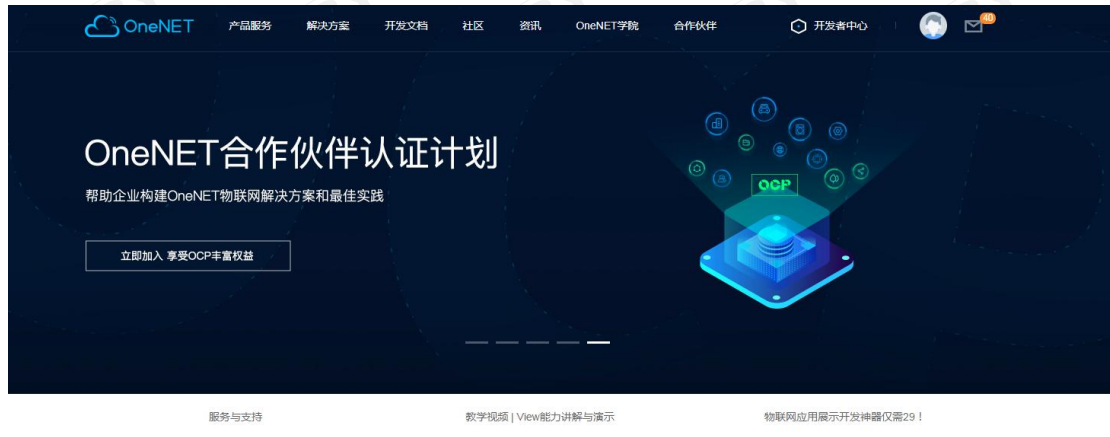 OneNET 产品服务 解决方案 开发文档 社区 资讯 OneNET学院 合作伙伴 开发者中心 40
OneNET合作伙伴认证计划
帮助企业构建OneNET物联网解决方案和最佳实践
OCP
立即加入 享受OCP丰富权益
服务与支持 教学视频 | View能力讲解与演示 物联网应用展示开发神器仅需29！